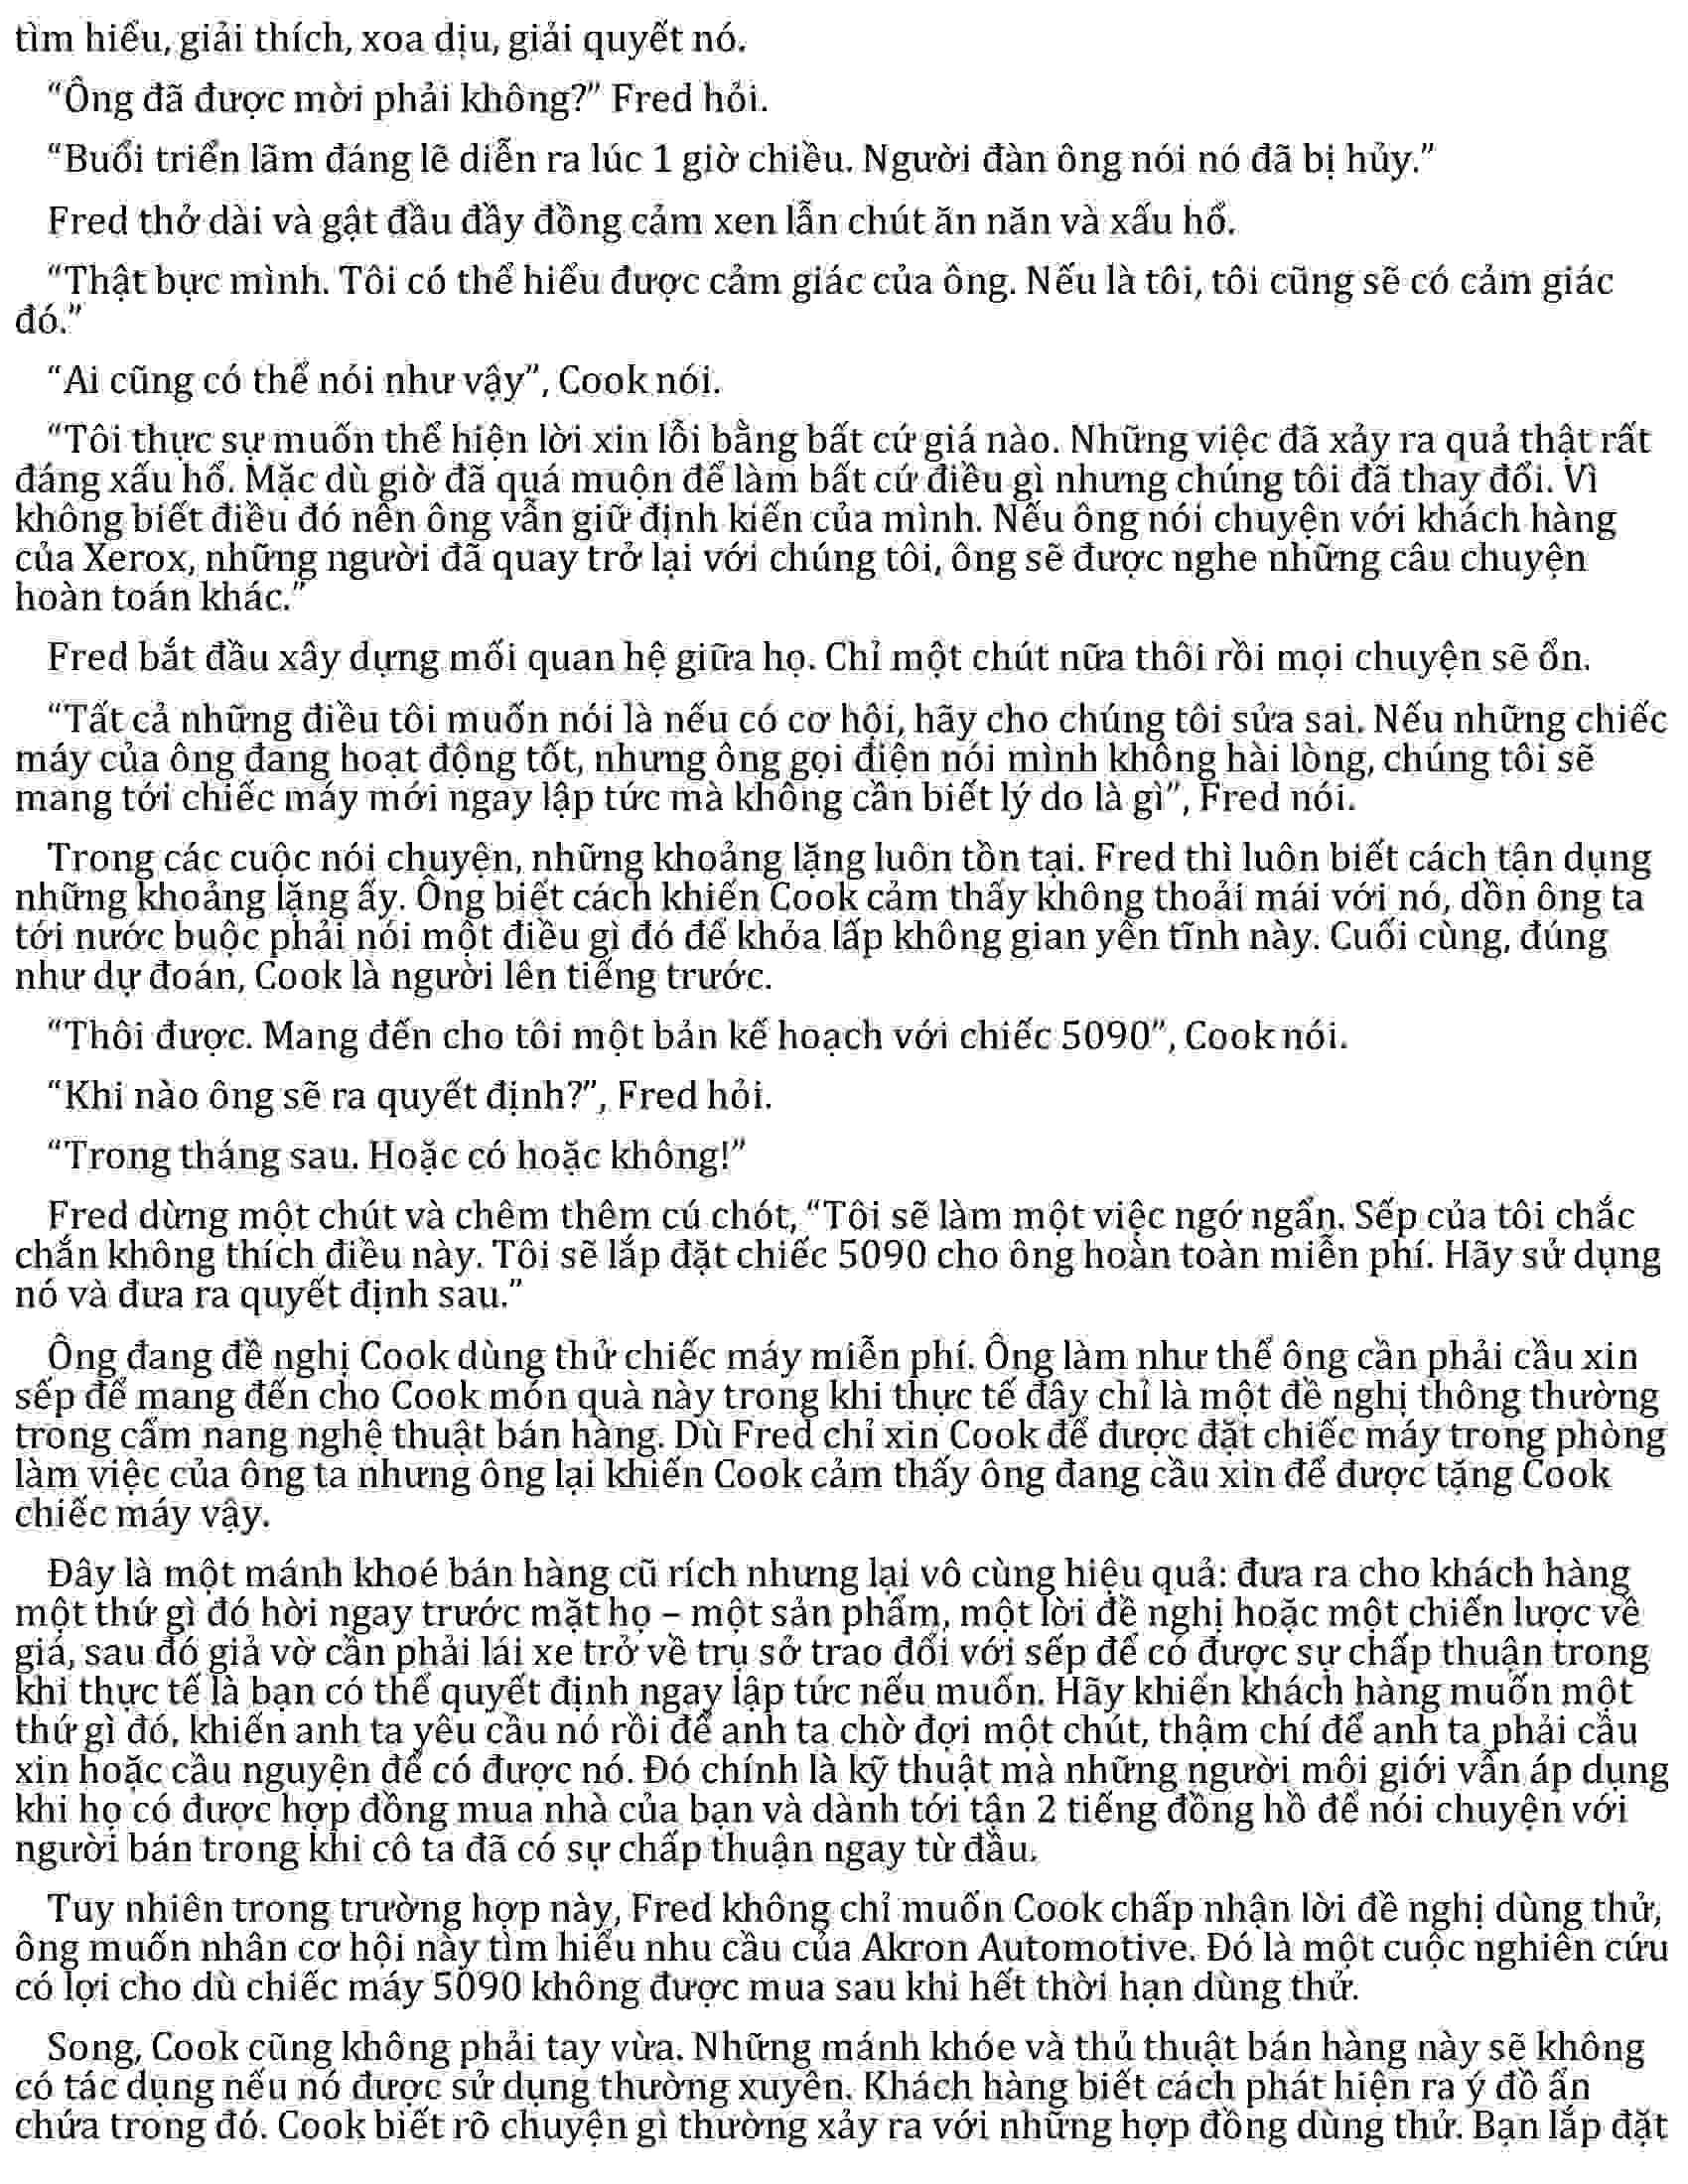 tìm hiểu, giải thích, xoa dịu, giải quyết nó.
“Ông đã được mời phải không?” Fred hỏi.
“Buổi triển lãm đáng lẽ diễn ra lúc 1 giờ chiều. Người đàn ông nói nó đã bị hủy.”
Fred thở dài và gật đầu đầy đồng cảm xen lẫn chút ăn năn và xấu hổ.
“Thật bực mình. Tôi có thể hiểu được cảm giác của ông. Nếu là tôi, tôi cũng sẽ có cảm giác
đó.”
“Ai cũng có thể nói như vậy”, Cook nói.
“Tôi thực sự muốn thể hiện lời xin lỗi bằng bất cứ giá nào. Những việc đã xảy ra quả thật rất
đáng xấu hổ. Mặc dù giờ đã quá muộn để làm bất cứ điều gì nhưng chúng tôi đã thay đổi. Vì
không biết điều đó nên ông vẫn giữ định kiến của mình. Nếu ông nói chuyện với khách hàng
của Xerox, những người đã quay trở lại với chúng tôi, ông sẽ được nghe những câu chuyện
hoàn toán khác.”
Fred bắt đầu xây dựng mối quan hệ giữa họ. Chỉ một chút nữa thôi rồi mọi chuyện sẽ ổn.
“Tất cả những điều tôi muốn nói là nếu có cơ hội, hãy cho chúng tôi sửa sai. Nếu những chiếc
máy của ông đang hoạt động tốt, nhưng ông gọi điện nói mình không hài lòng, chúng tôi sẽ
mang tới chiếc máy mới ngay lập tức mà không cần biết lý do là gì”, Fred nói.
Trong các cuộc nói chuyện, những khoảng lặng luôn tồn tại. Fred thì luôn biết cách tận dụng
những khoảng lặng ấy. Ông biết cách khiến Cook cảm thấy không thoải mái với nó, dồn ông ta
tới nước buộc phải nói một điều gì đó để khỏa lấp không gian yên tĩnh này. Cuối cùng, đúng
như dự đoán, Cook là người lên tiếng trước.
“Thôi được. Mang đến cho tôi một bản kế hoạch với chiếc 5090”, Cook nói.
“Khi nào ông sẽ ra quyết định?”, Fred hỏi.
“Trong tháng sau. Hoặc có hoặc không!”
Fred dừng một chút và chêm thêm cú chót, “Tôi sẽ làm một việc ngớ ngẩn. Sếp của tôi chắc
chắn không thích điều này. Tôi sẽ lắp đặt chiếc 5090 cho ông hoàn toàn miễn phí. Hãy sử dụng
nó và đưa ra quyết định sau.”
Ông đang đề nghị Cook dùng thử chiếc máy miễn phí. Ông làm như thể ông cần phải cầu xin
sếp để mang đến cho Cook món quà này trong khi thực tế đây chỉ là một đề nghị thông thường
trong cẩm nang nghệ thuật bán hàng. Dù Fred chỉ xin Cook để được đặt chiếc máy trong phòng
làm việc của ông ta nhưng ông lại khiến Cook cảm thấy ông đang cầu xin để được tặng Cook
chiếc máy vậy.
Đây là một mánh khoé bán hàng cũ rích nhưng lại vô cùng hiệu quả: đưa ra cho khách hàng
một thứ gì đó hời ngay trước mặt họ – một sản phẩm, một lời đề nghị hoặc một chiến lược về
giá, sau đó giả vờ cần phải lái xe trở về trụ sở trao đổi với sếp để có được sự chấp thuận trong
khi thực tế là bạn có thể quyết định ngay lập tức nếu muốn. Hãy khiến khách hàng muốn một
thứ gì đó, khiến anh ta yêu cầu nó rồi để anh ta chờ đợi một chút, thậm chí để anh ta phải cầu
xin hoặc cầu nguyện để có được nó. Đó chính là kỹ thuật mà những người môi giới vẫn áp dụng
khi họ có được hợp đồng mua nhà của bạn và dành tới tận 2 tiếng đồng hồ để nói chuyện với
người bán trong khi cô ta đã có sự chấp thuận ngay từ đầu.
Tuy nhiên trong trường hợp này, Fred không chỉ muốn Cook chấp nhận lời đề nghị dùng thử,
ông muốn nhân cơ hội này tìm hiểu nhu cầu của Akron Automotive. Đó là một cuộc nghiên cứu
có lợi cho dù chiếc máy 5090 không được mua sau khi hết thời hạn dùng thử.
Song, Cook cũng không phải tay vừa. Những mánh khóe và thủ thuật bán hàng này sẽ không
có tác dụng nếu nó được sử dụng thường xuyên. Khách hàng biết cách phát hiện ra ý đồ ẩn
chứa trong đó. Cook biết rõ chuyện gì thường xảy ra với những hợp đồng dùng thử. Bạn lắp đặt